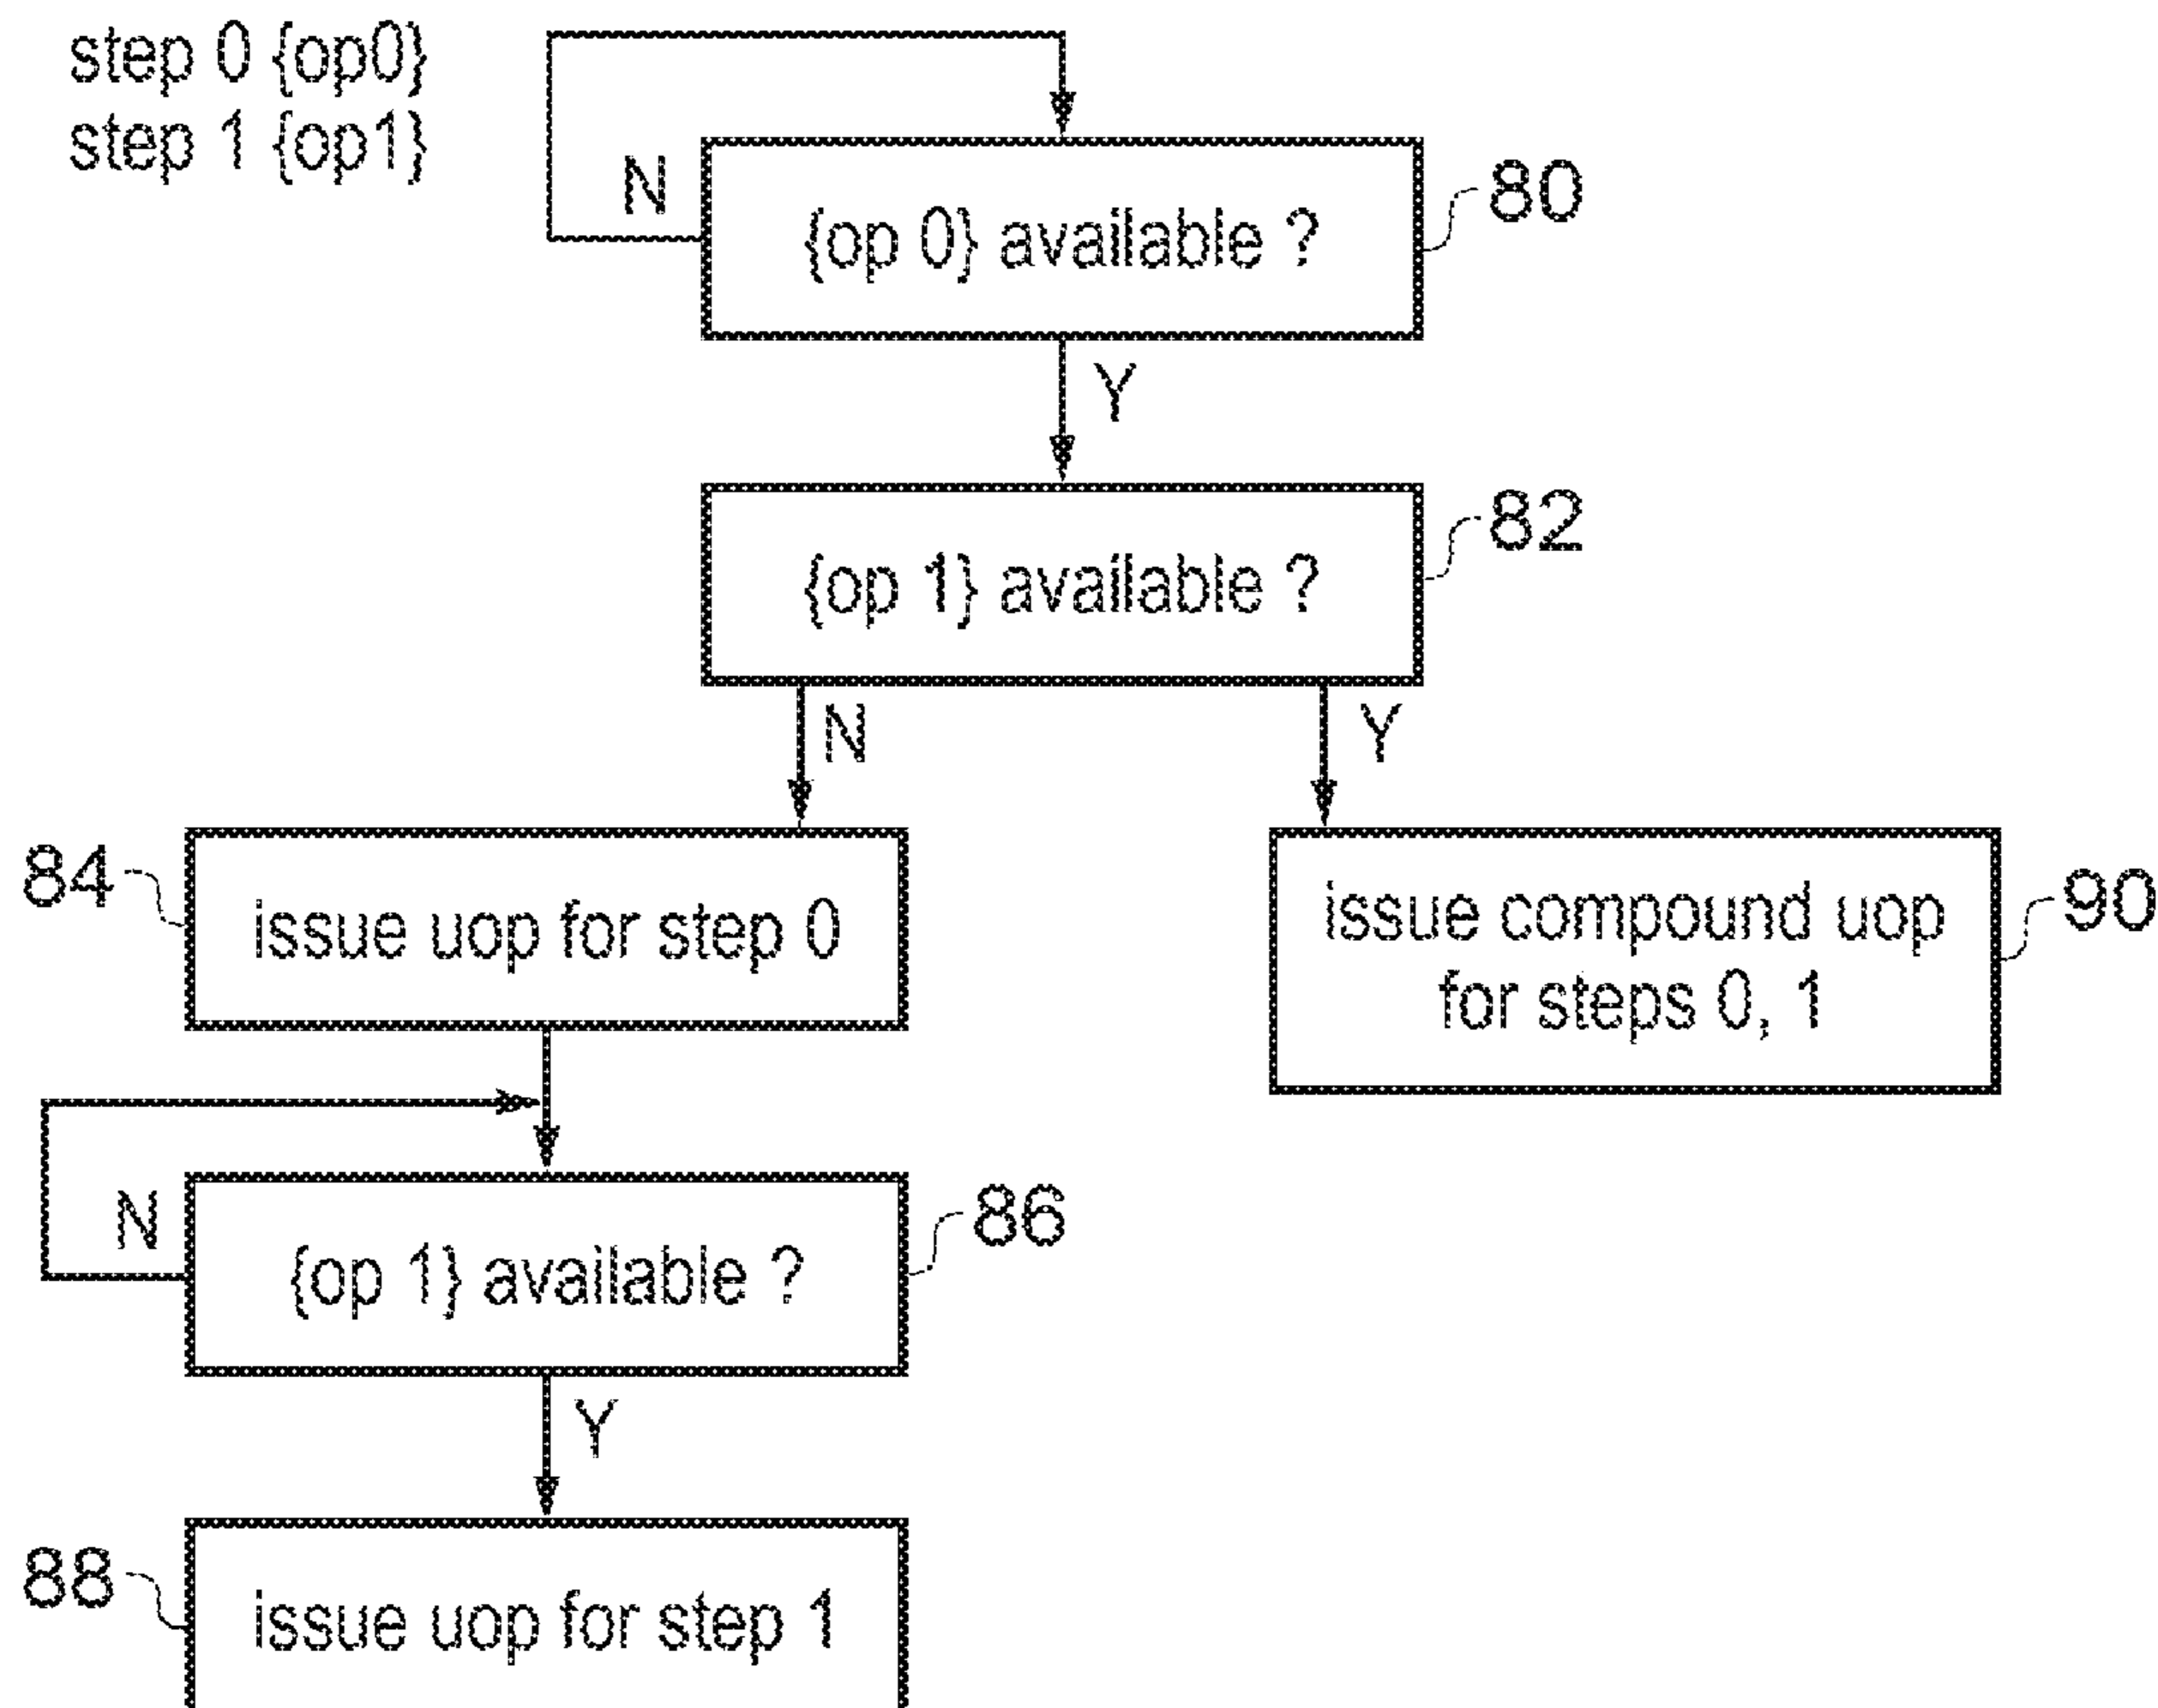 step 0 {op0}
step 1 {op1}
N
{op 0} available ?
80
Y
{op 1} available ?
82
N
Y
84
issue uop for step 0
issue compound uop
for steps 0, 1
90
N
{op 1} available ?
86
Y
88
issue uop for step 1